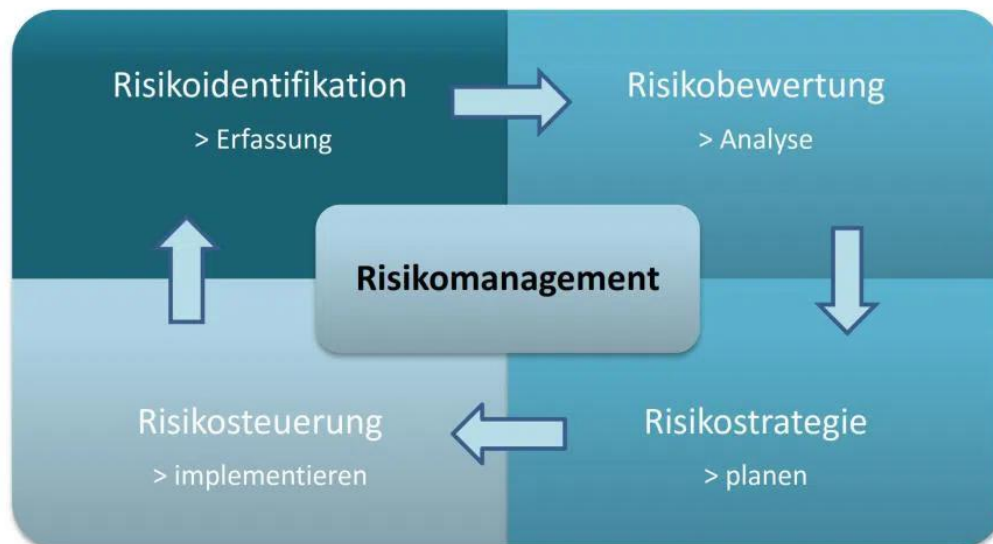 Risikoidentifikation
> Erfassung
Risikobewertung
> Analyse
Risikomanagement
Risikosteuerung
> implementieren
Risikostrategie
> planen